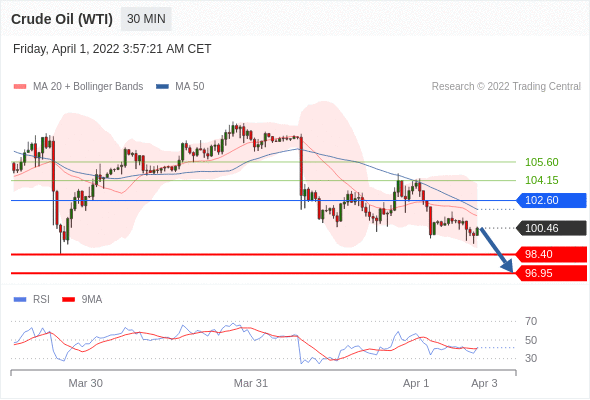 Crude Oil (WTI) 30 MIN
Friday, April 1, 2022 3:57:21 AM CET
MA 20 + Bollinger Bands MA 50 Research © 2022 Trading Central
105.60
104.15
102.60
100.46
98.40
96.95
RSI 9MA
70
50
30
Mar 30 Mar 31 Apr 1 Apr 3